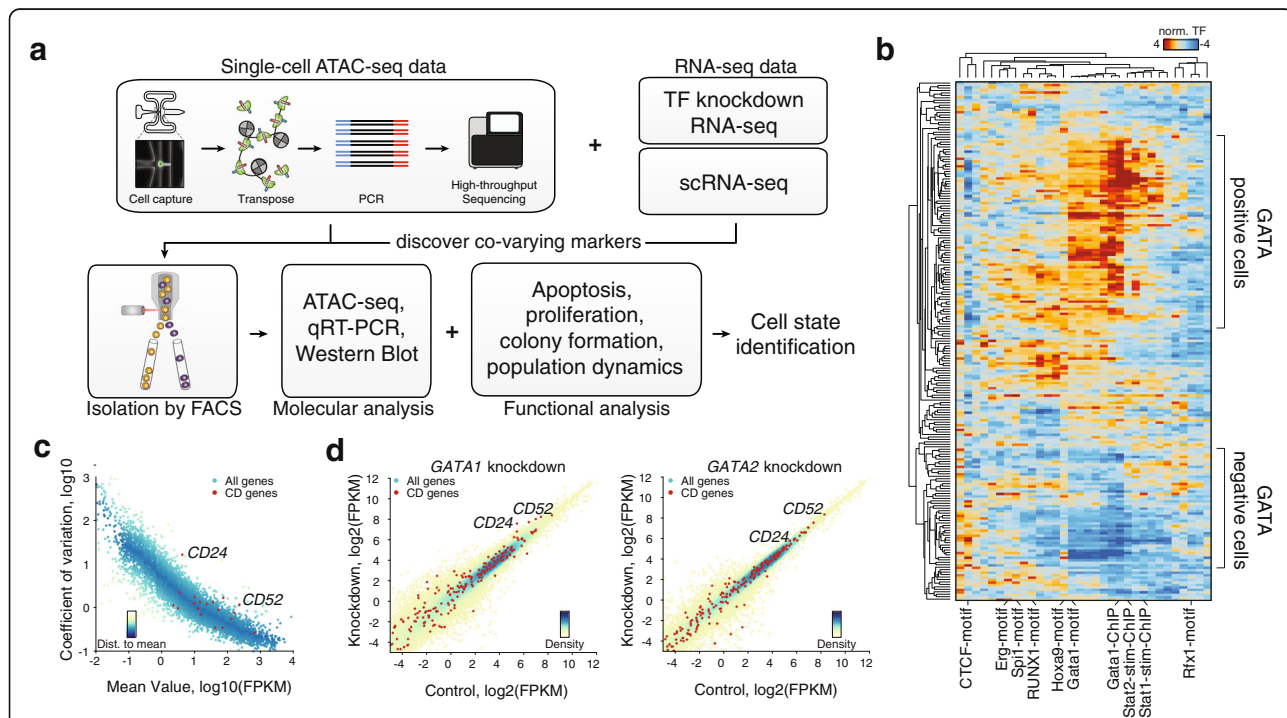 a
Single-cell ATAC-seq data
RNA-seq data
TF knockdown
RNA-seq
scRNA-seq
+
Cell capture
Transpose
PCR
High-throughput
Sequencing
discover co-varying markers
ATAC-seq,
qRT-PCR,
Western Blot
+
Apoptosis,
proliferation,
colony formation,
population dynamics
Cell state
identification
Isolation by FACS
Molecular analysis
Functional analysis
b
norm. TF
4 -4
GATA
positive cells
GATA
negative cells
CTCF-motif
Erg-motif
Spi1-motif
RUNX1-motif
Hoxa9-motif
Gata1-motif
Gata1-ChIP
Stat2-stim-ChIP
Stat1-stim-ChIP
Rfx1-motif
c
Coefficient of variation, log10
3
2
1
0
-1
All genes
CD genes
CD24
CD52
Dist. to mean
-2 -1 0 1 2 3 4
Mean Value, log10(FPKM)
d
GATA1 knockdown
Knockdown, log2(FPKM)
12
10
8
6
4
2
0
-2
-4
All genes
CD genes
CD24
CD52
Density
-4 -2 0 2 4 6 8 10 12
Control, log2(FPKM)
GATA2 knockdown
Knockdown, log2(FPKM)
12
10
8
6
4
2
0
-2
-4
All genes
CD genes
CD24
CD52
Density
-4 -2 0 2 4 6 8 10 12
Control, log2(FPKM)